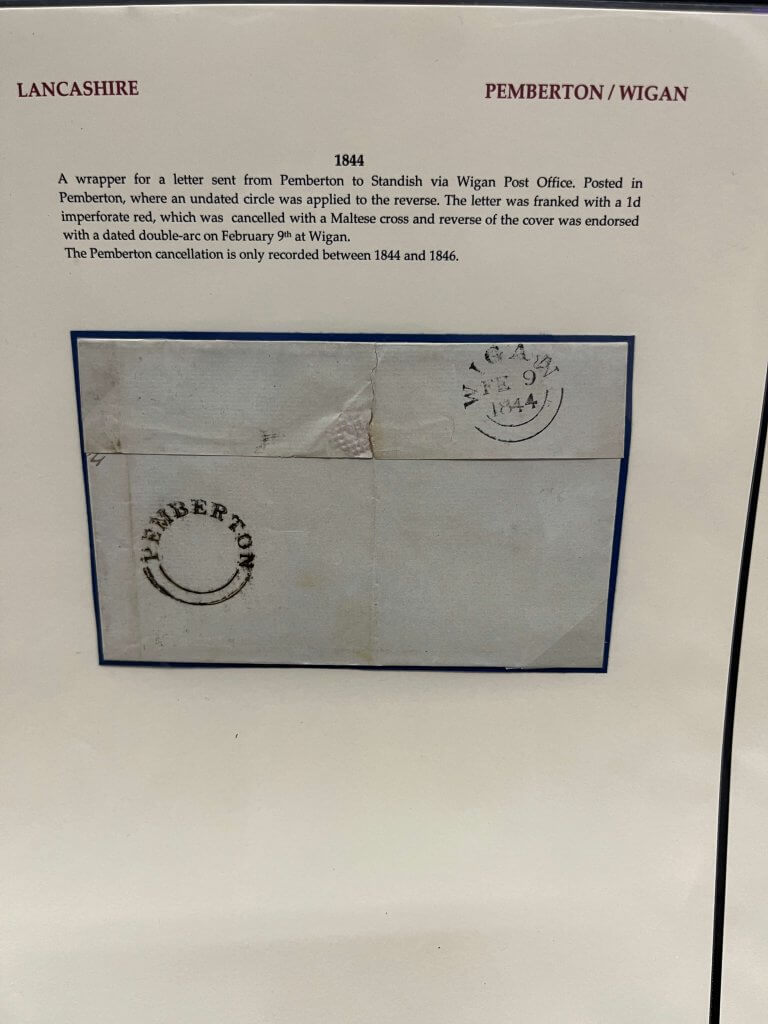 LANCASHIRE
PEMBERTON / WIGAN
1844
A wrapper for a letter sent from Pemberton to Standish via Wigan Post Office. Posted in
Pemberton, where an undated circle was applied to the reverse. The letter was franked with a 1d
imperforate red, which was cancelled with a Maltese cross and reverse of the cover was endorsed
with a dated double-arc on February 9th at Wigan.
The Pemberton cancellation is only recorded between 1844 and 1846.
WIGAN
FE 9
1844
4
PEMBERTON